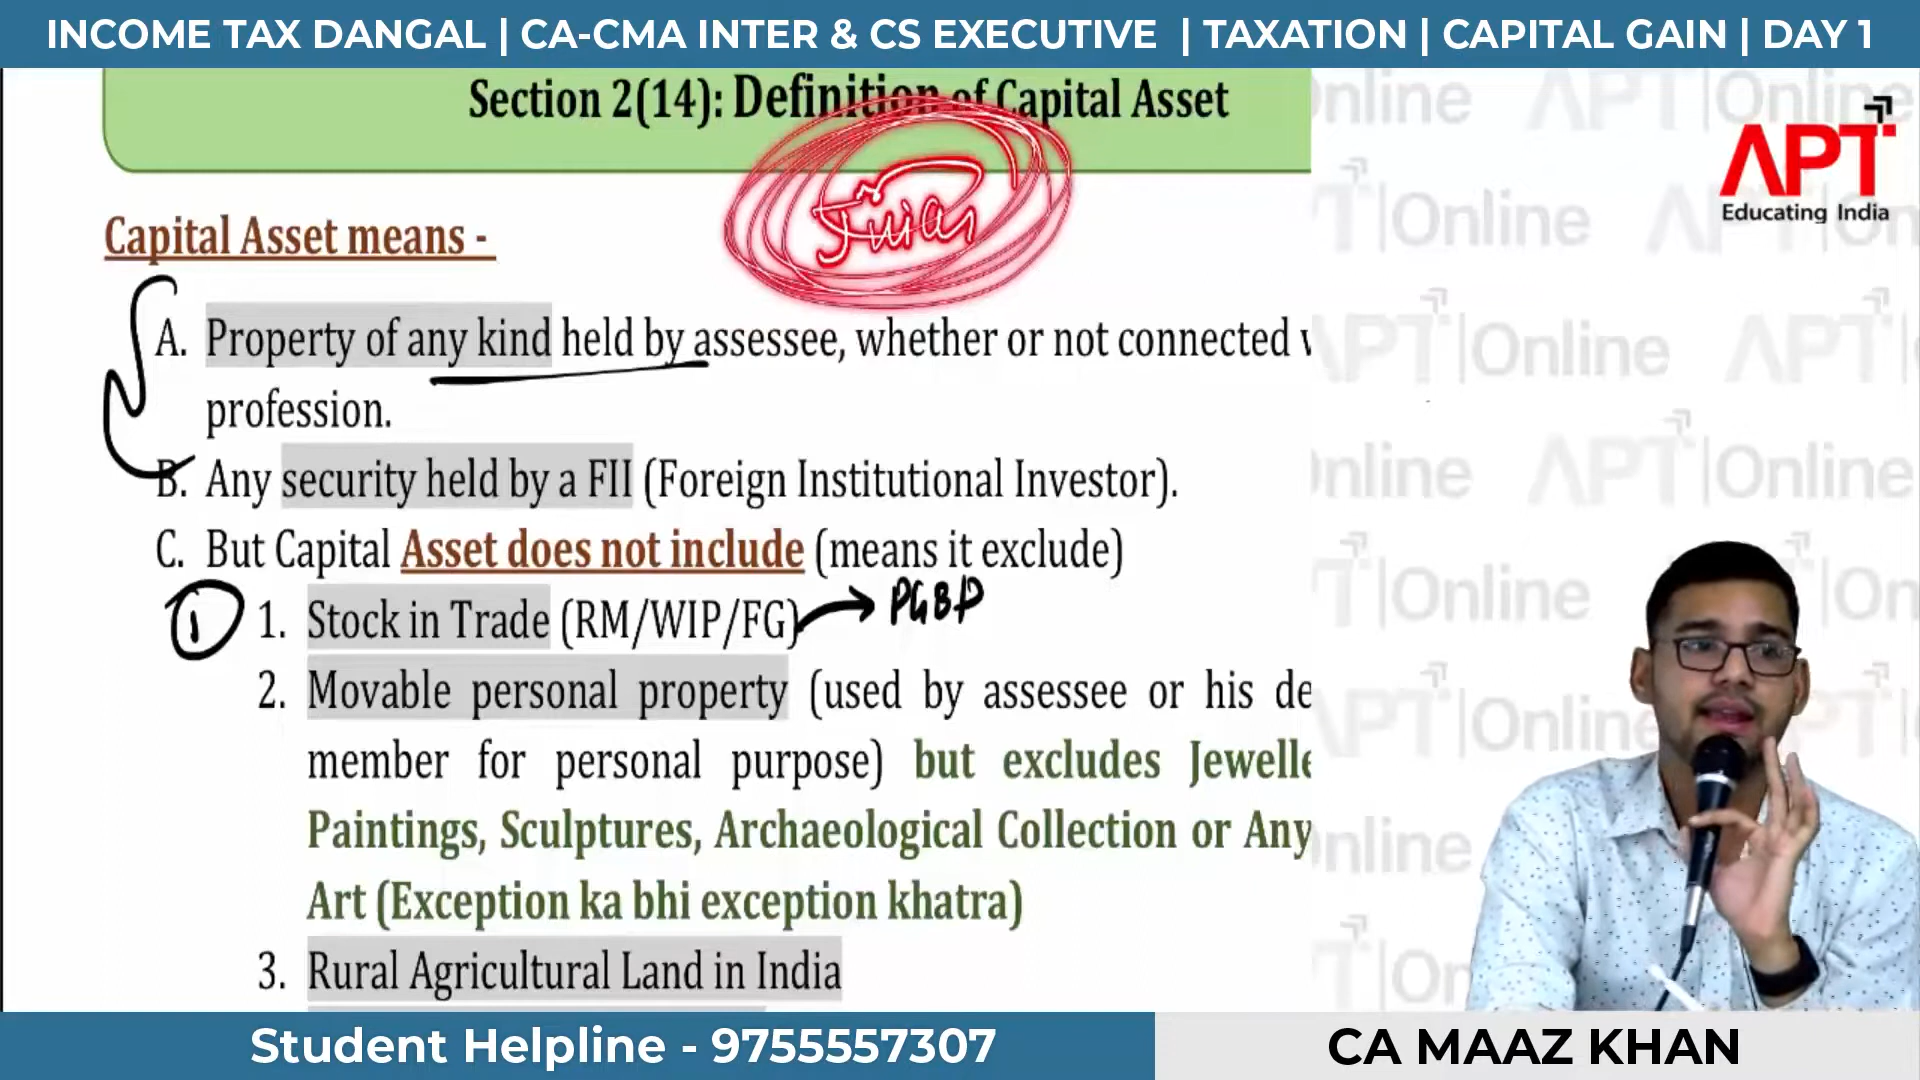 INCOME TAX DANGAL | CA-CMA INTER & CS EXECUTIVE | TAXATION | CAPITAL GAIN | DAY 1
Section 2(14): Definition of Capital Asset
APT
Educating India
Capital Asset means -
A. Property of any kind held by assessee, whether or not connected
profession.
B. Any security held by a FII (Foreign Institutional Investor).
C. But Capital Asset does not include (means it exclude)
1 1. Stock in Trade (RM/WIP/FG) → PGBP
2. Movable personal property (used by assessee or his de
member for personal purpose) but excludes Jewelle
Paintings, Sculptures, Archaeological Collection or Any
Art (Exception ka bhi exception khatra)
3. Rural Agricultural Land in India
Student Helpline - 9755557307
CA MAAZ KHAN